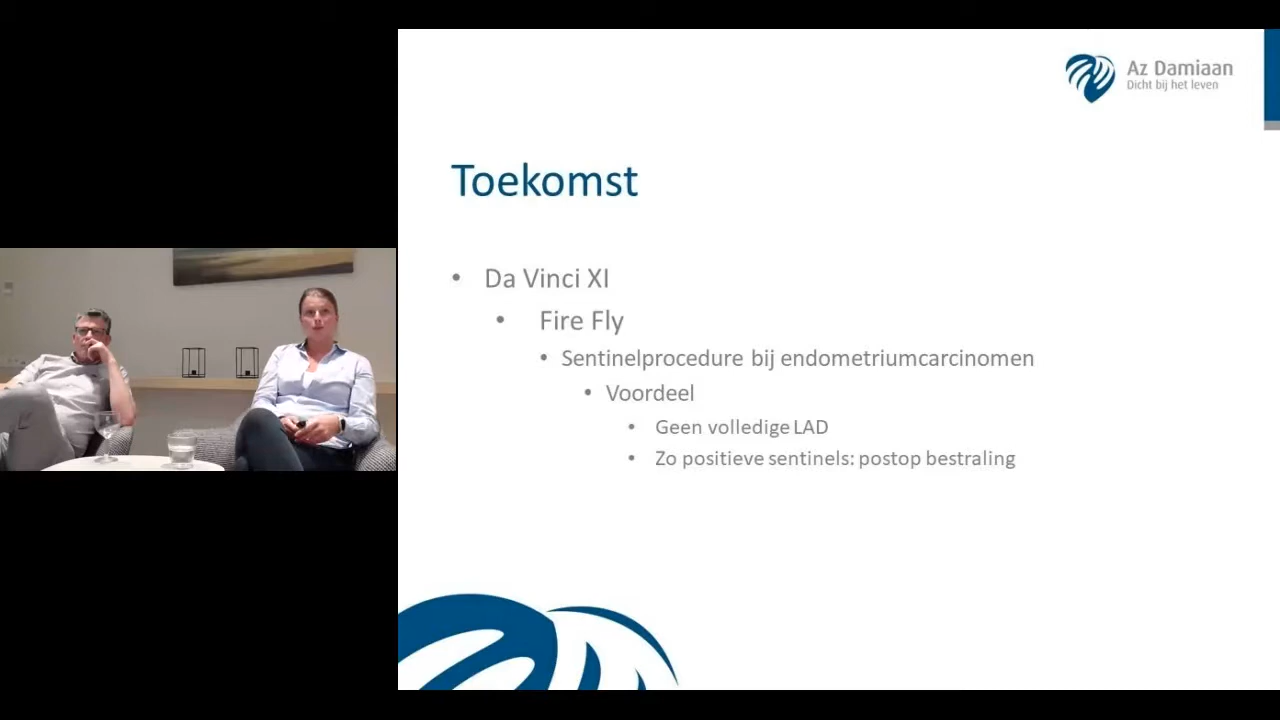 Az Damiaan
Dicht bij het leven
Toekomst
• Da Vinci XI
• Fire Fly
• Sentinelprocedure bij endometriumcarcinomen
• Voordeel
• Geen volledige LAD
• Zo positieve sentinels: postop bestraling